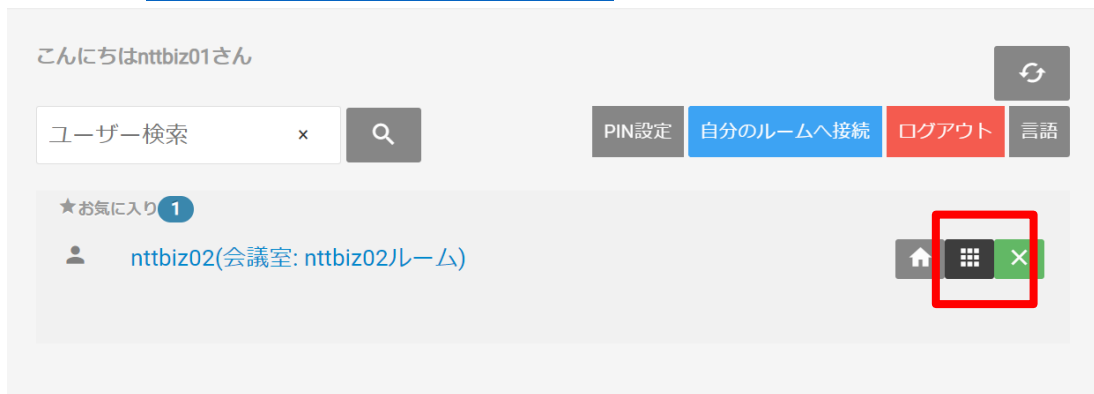 こんにちはnttbiz01さん
ユーザー検索 ×
PIN設定 自分のルームへ接続 ログアウト 言語
★お気に入り 1
nttbiz02(会議室: nttbiz02ルーム)